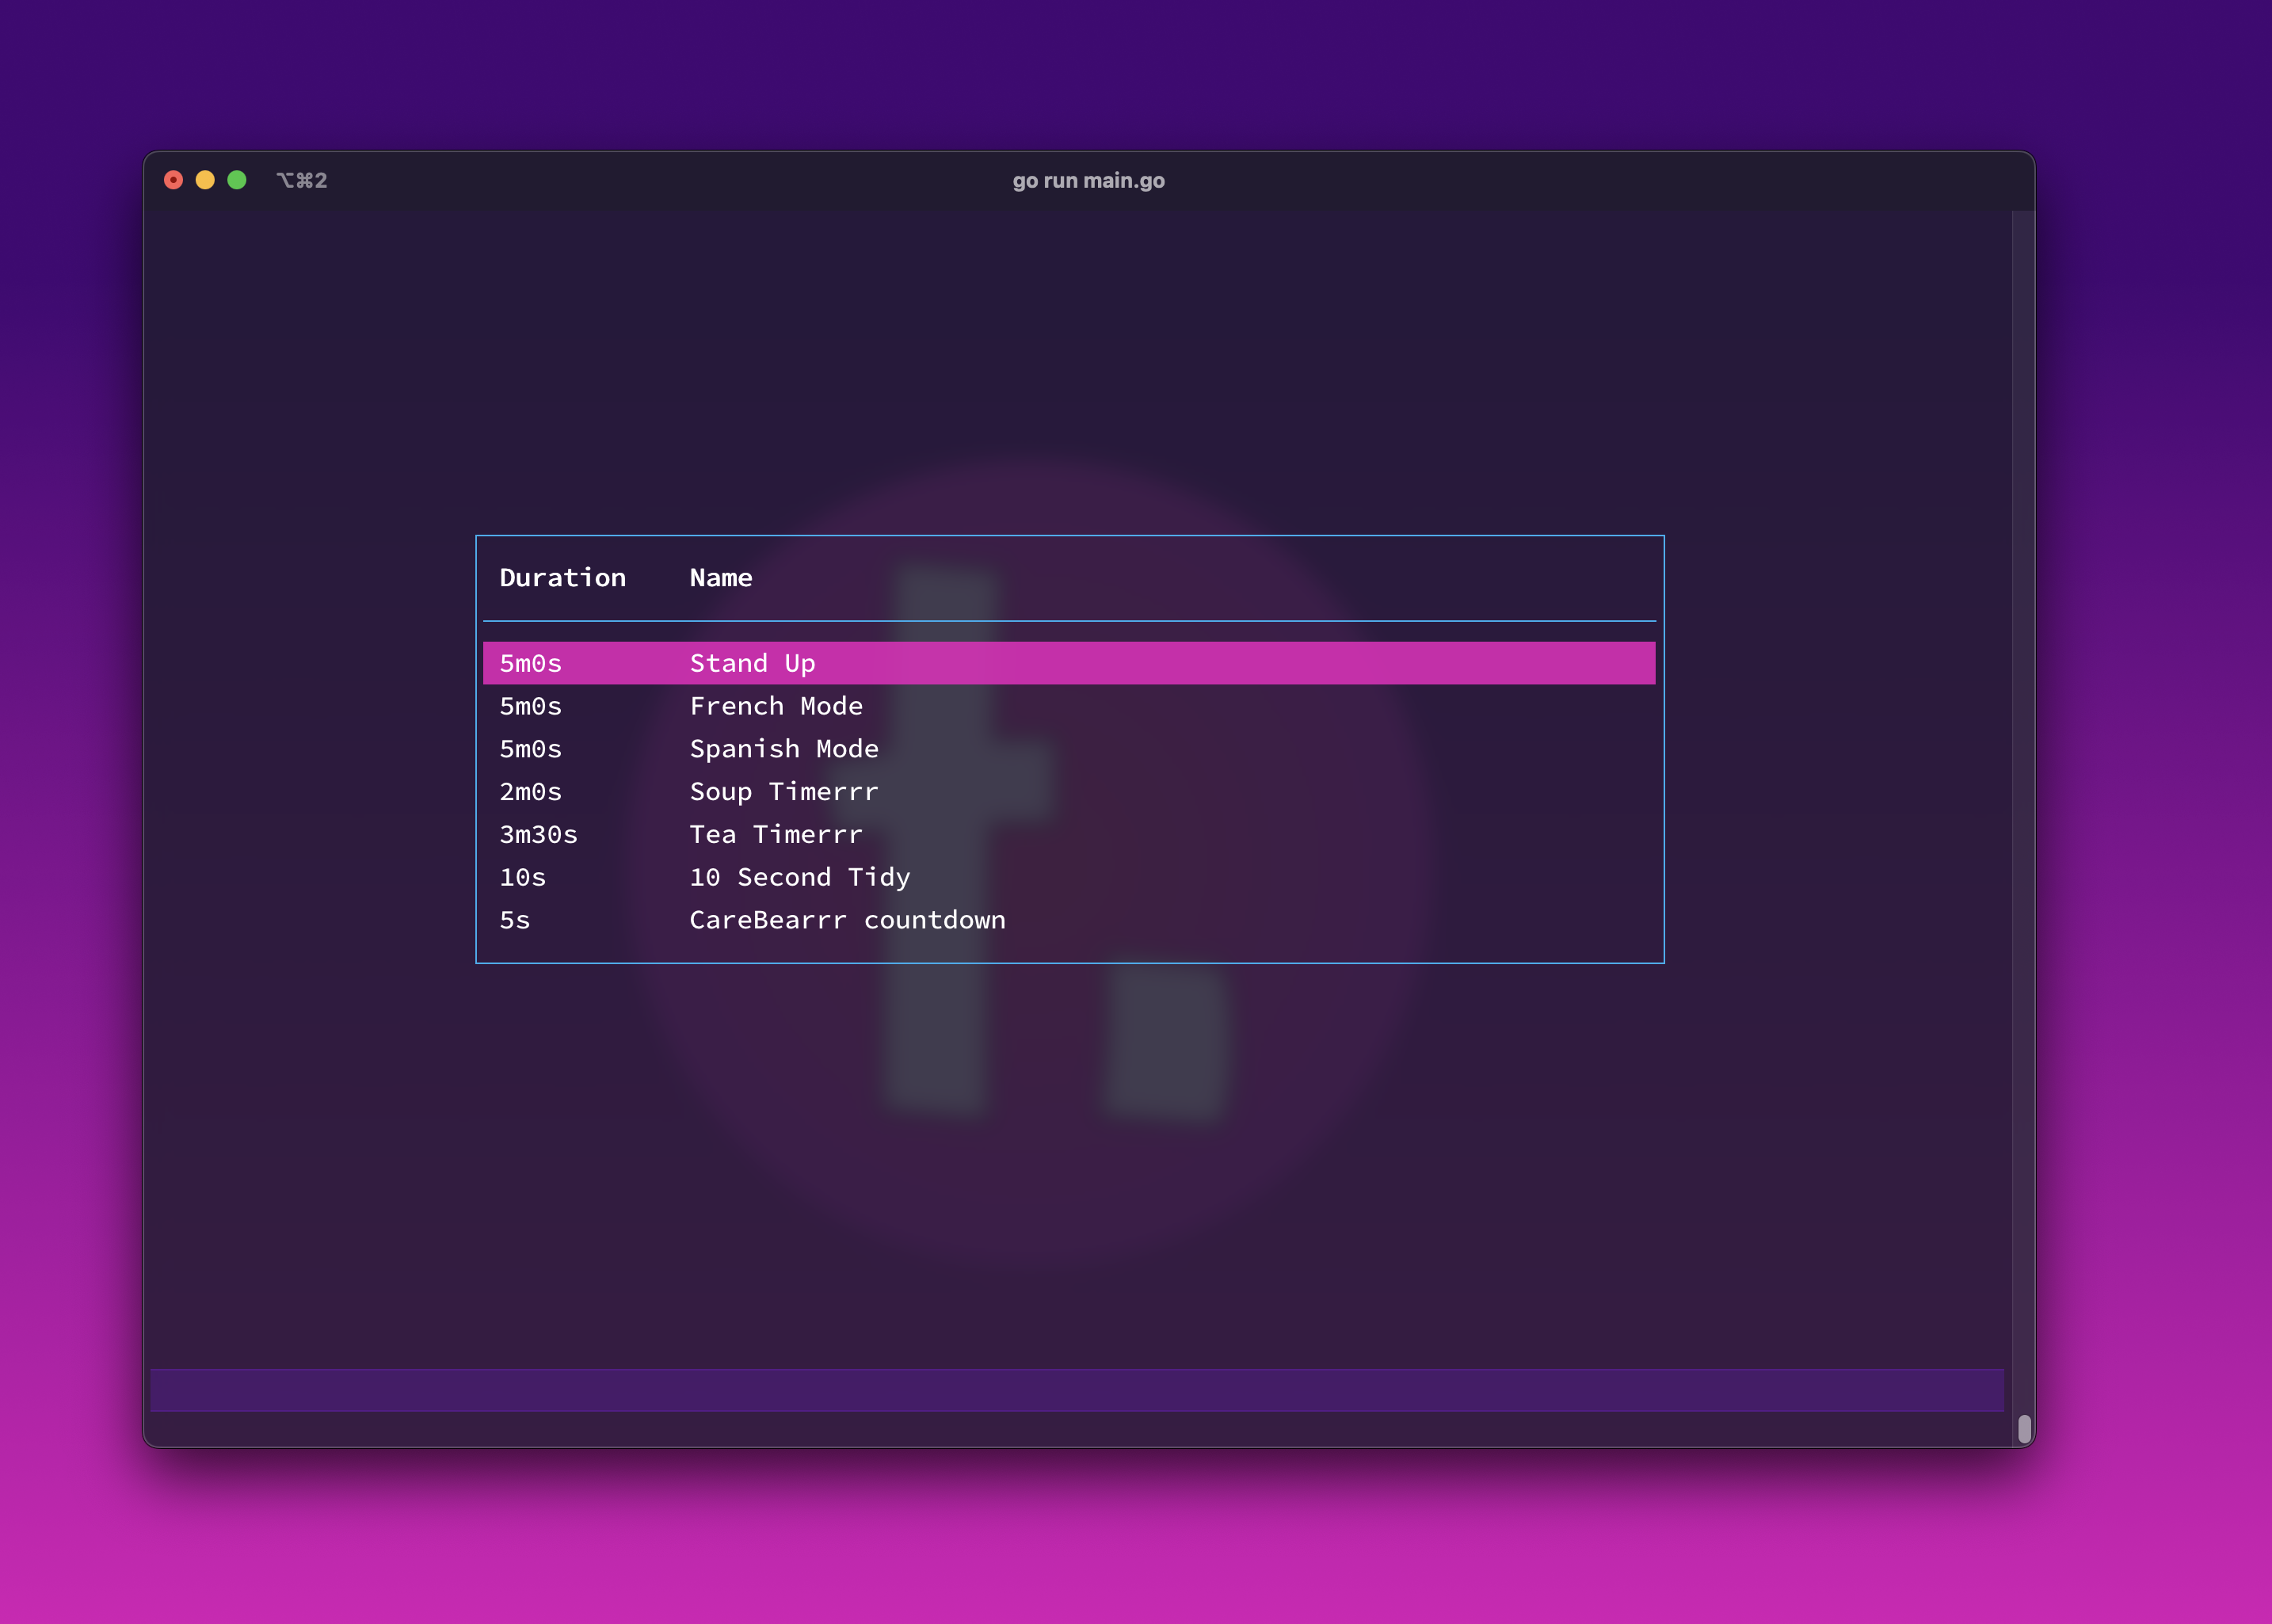 ⌥⌘2 go run main.go
Duration Name
5m0s Stand Up
5m0s French Mode
5m0s Spanish Mode
2m0s Soup Timerrr
3m30s Tea Timerrr
10s 10 Second Tidy
5s CareBearrr countdown